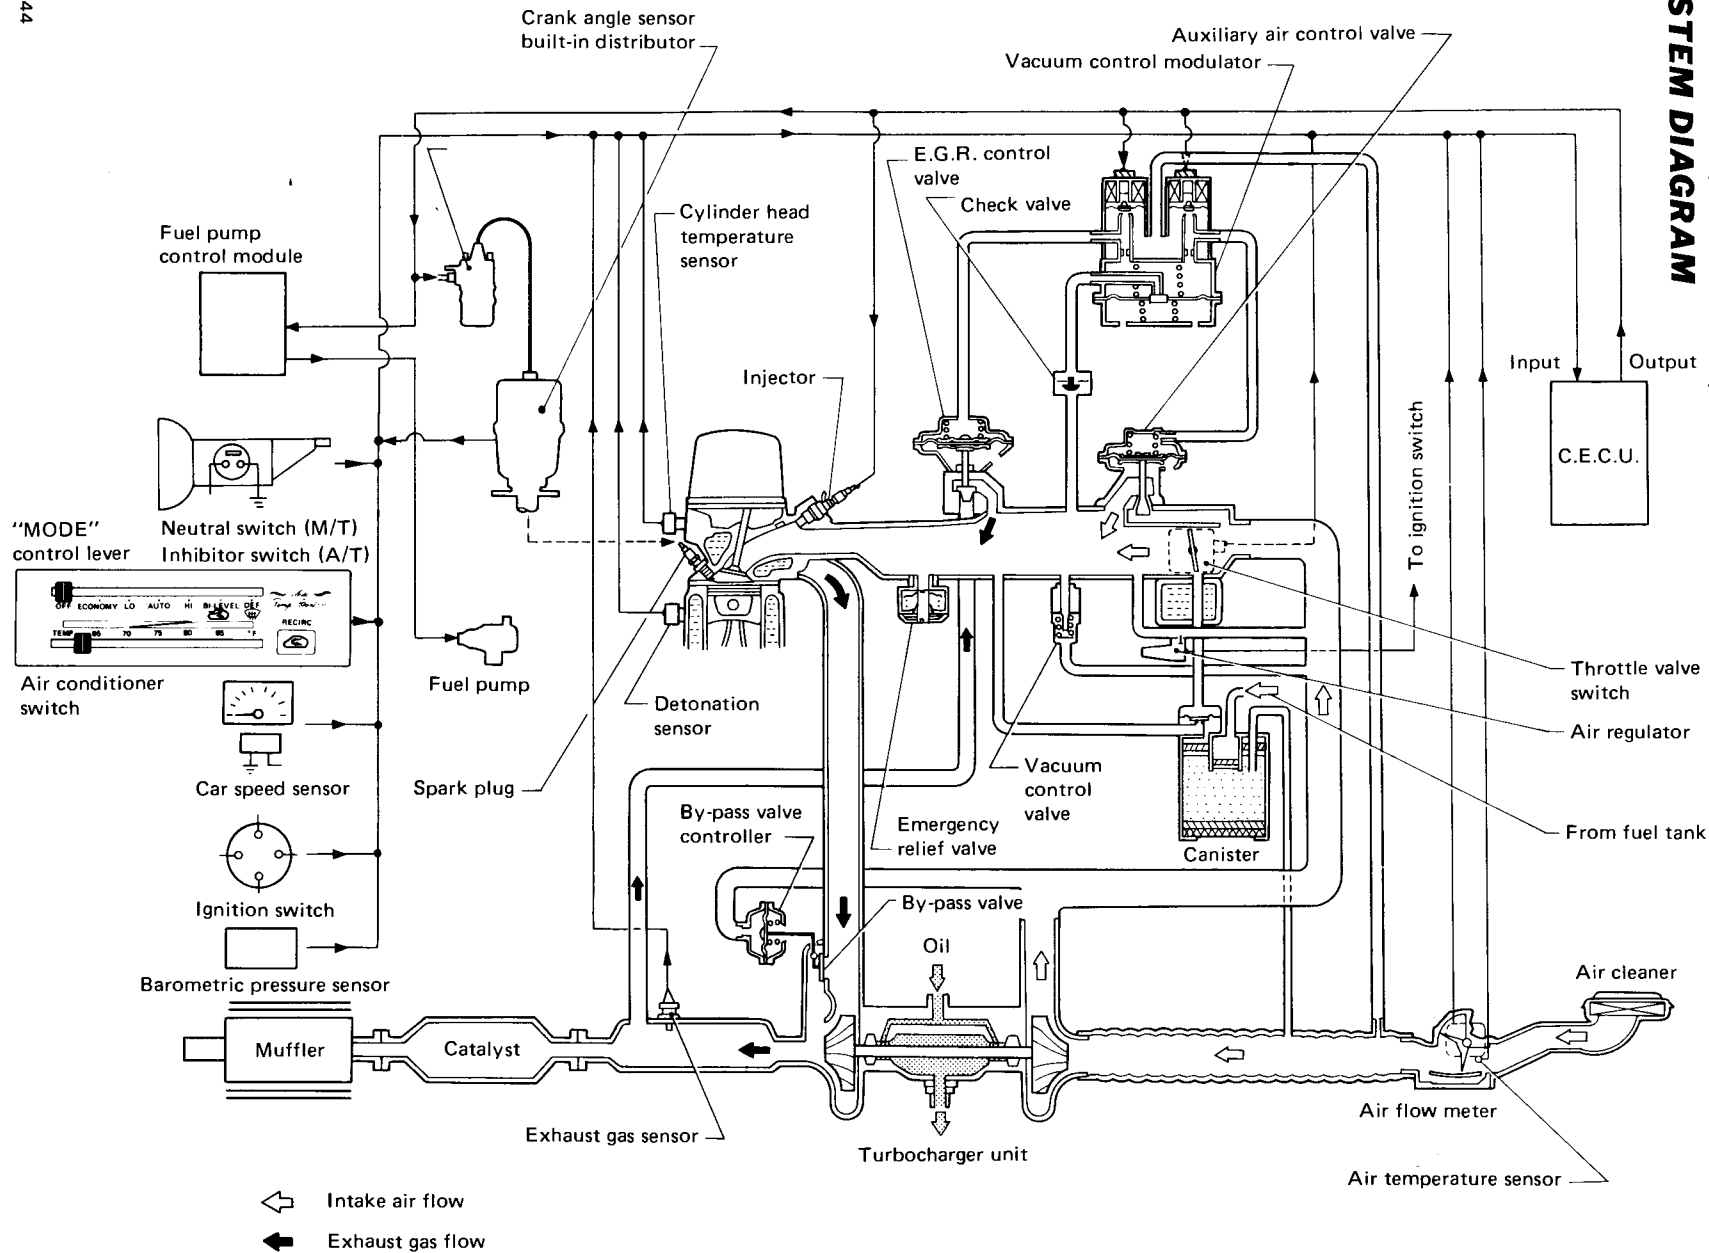 44
STEM DIAGRAM
Crank angle sensor
built-in distributor
Auxiliary air control valve
Vacuum control modulator
E.G.R. control
valve
Check valve
Cylinder head
temperature
sensor
Fuel pump
control module
Injector
Input
Output
C.E.C.U.
To ignition switch
"MODE"
control lever
Neutral switch (M/T)
Inhibitor switch (A/T)
OFF ECONOMY LO AUTO HI BI-LEVEL DEF
TEMP 65 70 75 80 85 °F
RECIRC
Air conditioner
switch
Fuel pump
Detonation
sensor
Throttle valve
switch
Air regulator
Car speed sensor
Spark plug
Vacuum
control
valve
By-pass valve
controller
Emergency
relief valve
From fuel tank
Canister
Ignition switch
By-pass valve
Oil
Barometric pressure sensor
Air cleaner
Muffler
Catalyst
Air flow meter
Exhaust gas sensor
Turbocharger unit
Air temperature sensor
Intake air flow
Exhaust gas flow